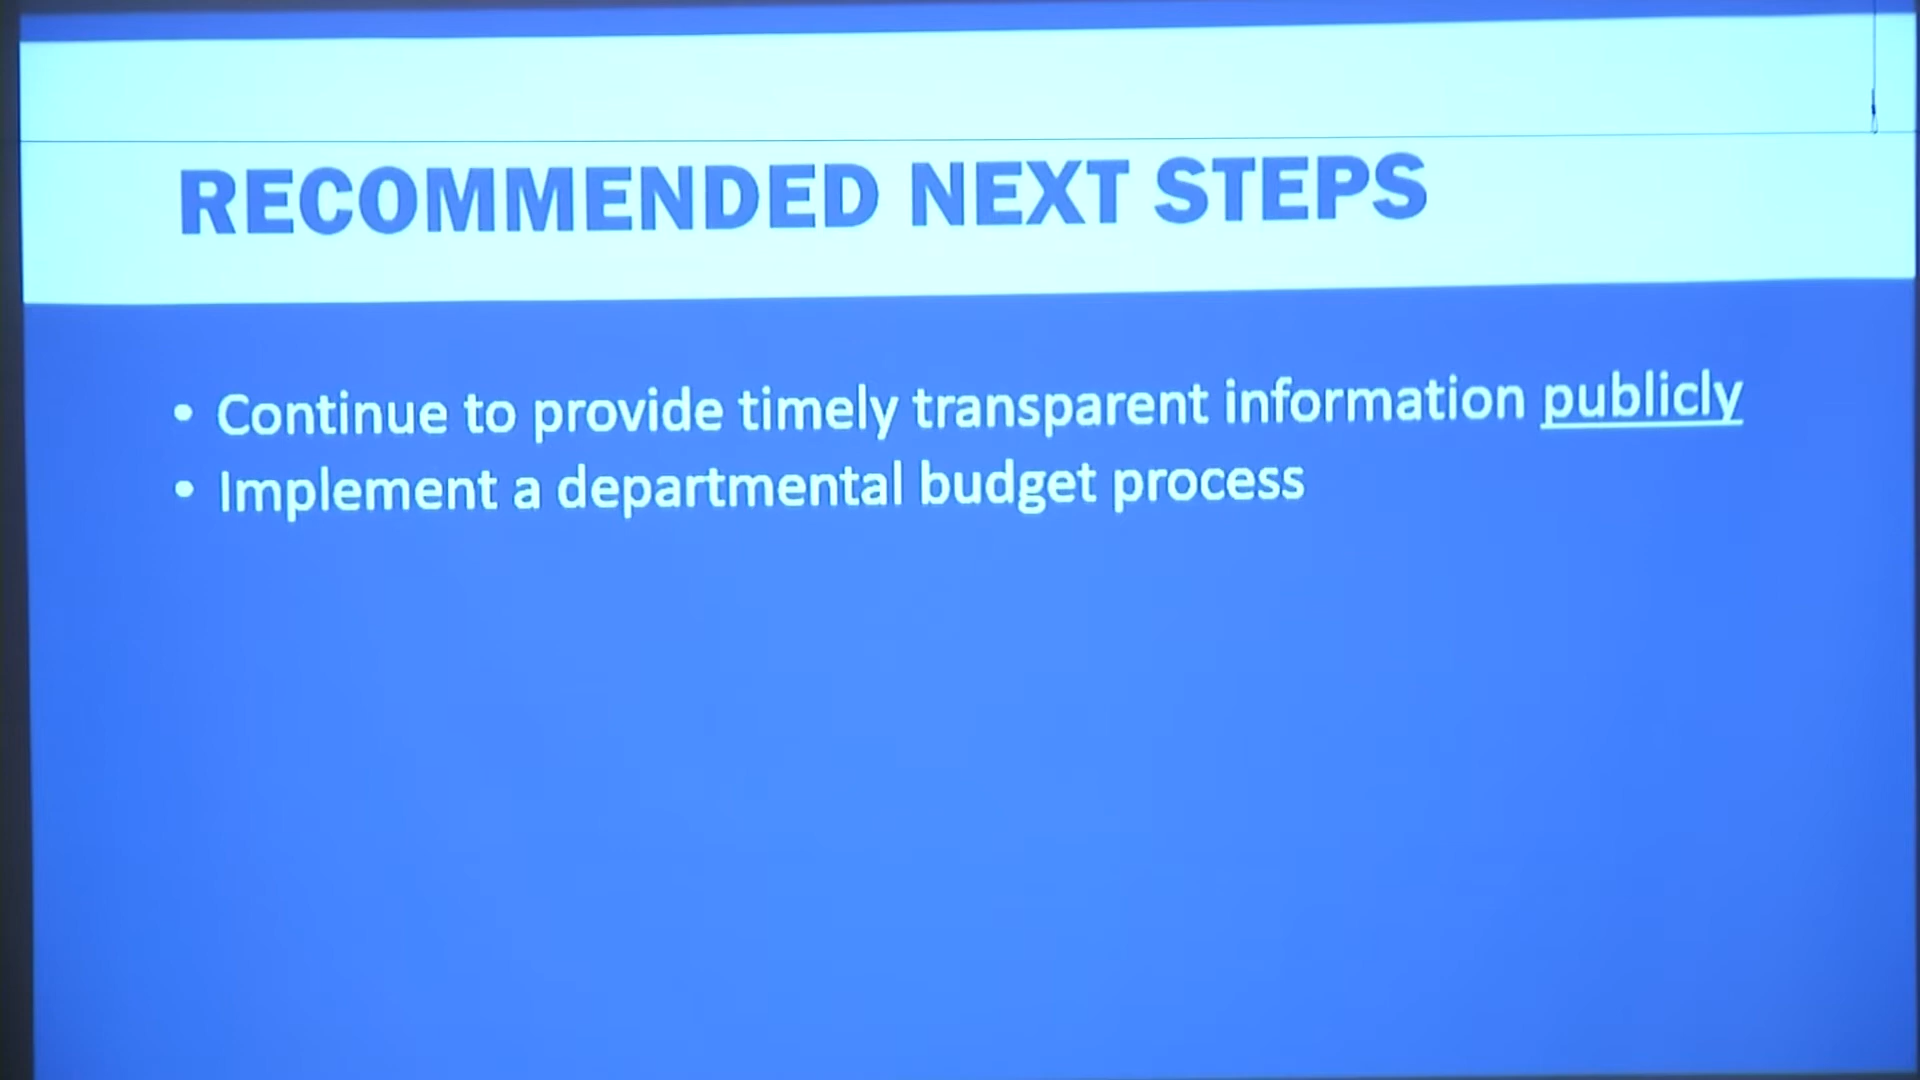 RECOMMENDED NEXT STEPS
• Continue to provide timely transparent information publicly
• Implement a departmental budget process